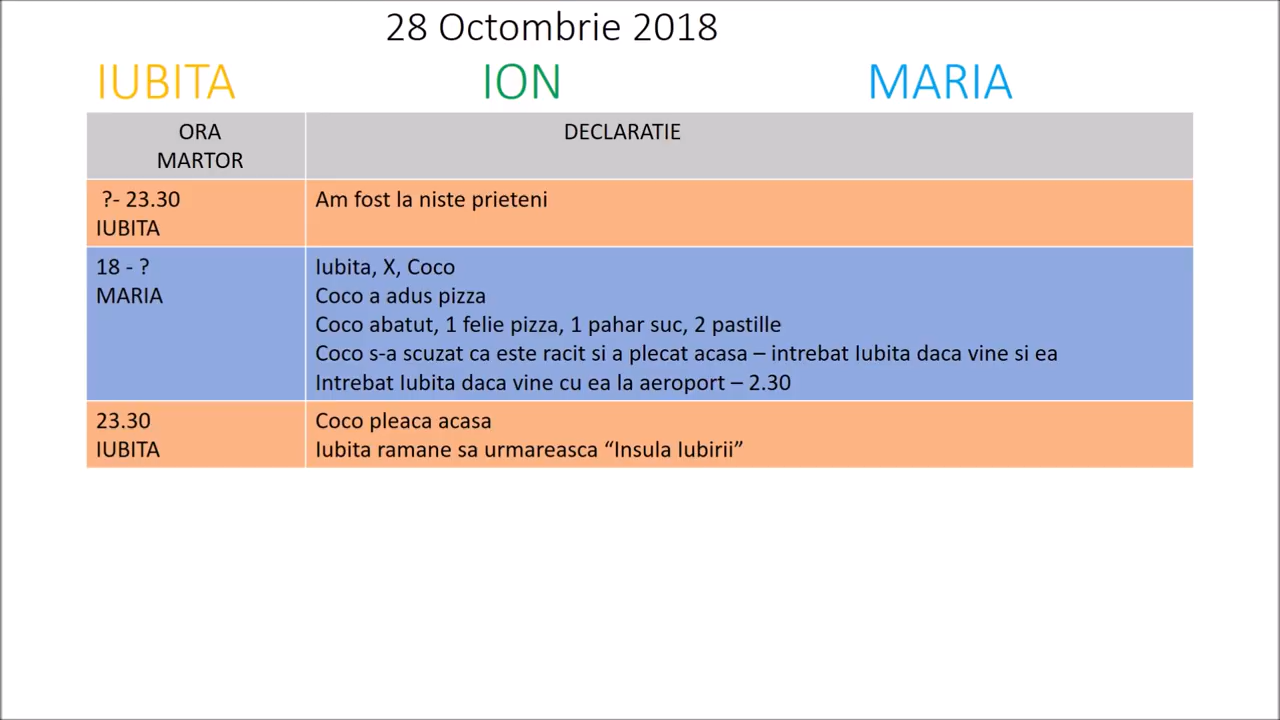 28 Octombrie 2018
IUBITA ION MARIA
ORA DECLARATIE
MARTOR
?- 23.30 Am fost la niste prieteni
IUBITA
18 - ? Iubita, X, Coco
MARIA Coco a adus pizza
Coco abatut, 1 felie pizza, 1 pahar suc, 2 pastille
Coco s-a scuzat ca este racit si a plecat acasa – intrebat Iubita daca vine si ea
Intrebat Iubita daca vine cu ea la aeroport – 2.30
23.30 Coco pleaca acasa
IUBITA Iubita ramane sa urmareasca “Insula Iubirii”